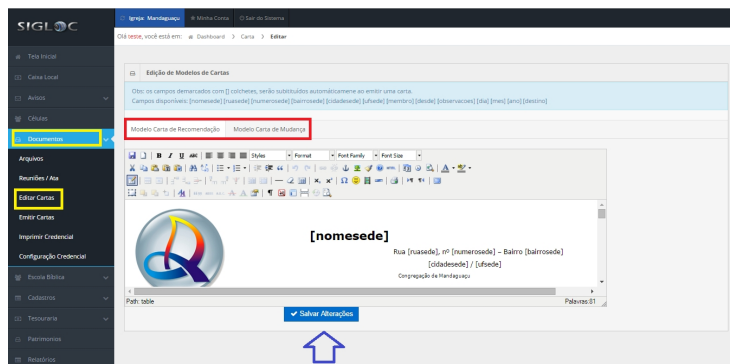 SIGLOC
Igreja: Mandaguaçu
Minha Conta
Sair do Sistema
Olá teste, você está em: Dashboard > Carta > Editar
Tela Inicial
Caixa Local
Avisos
Células
Documentos
Arquivos
Reuniões / Ata
Editar Cartas
Emitir Cartas
Imprimir Credencial
Configuração Credencial
Escola Bíblica
Cadastros
Tesouraria
Patrimonios
Relatórios
Edição de Modelos de Cartas
Obs: os campos demarcados com [] colchetes, serão substituidos automáticamene ao emitir uma carta.
Campos disponíveis: [nomesede] [ruasede] [numerosede] [bairrosede] [cidadesede] [ufsede] [membro] [desde] [observacoes] [dia] [mes] [ano] [destino]
Modelo Carta de Recomendação Modelo Carta de Mudança
B I U ABC Styles Format Font Family Font Size
[nomesede]
Rua [ruasede], nº [numerosede] – Bairro [bairrosede]
[cidadesede] / [ufsede]
Congregação de Mandaguaçu
Path: table Palavras:81
Salvar Alterações